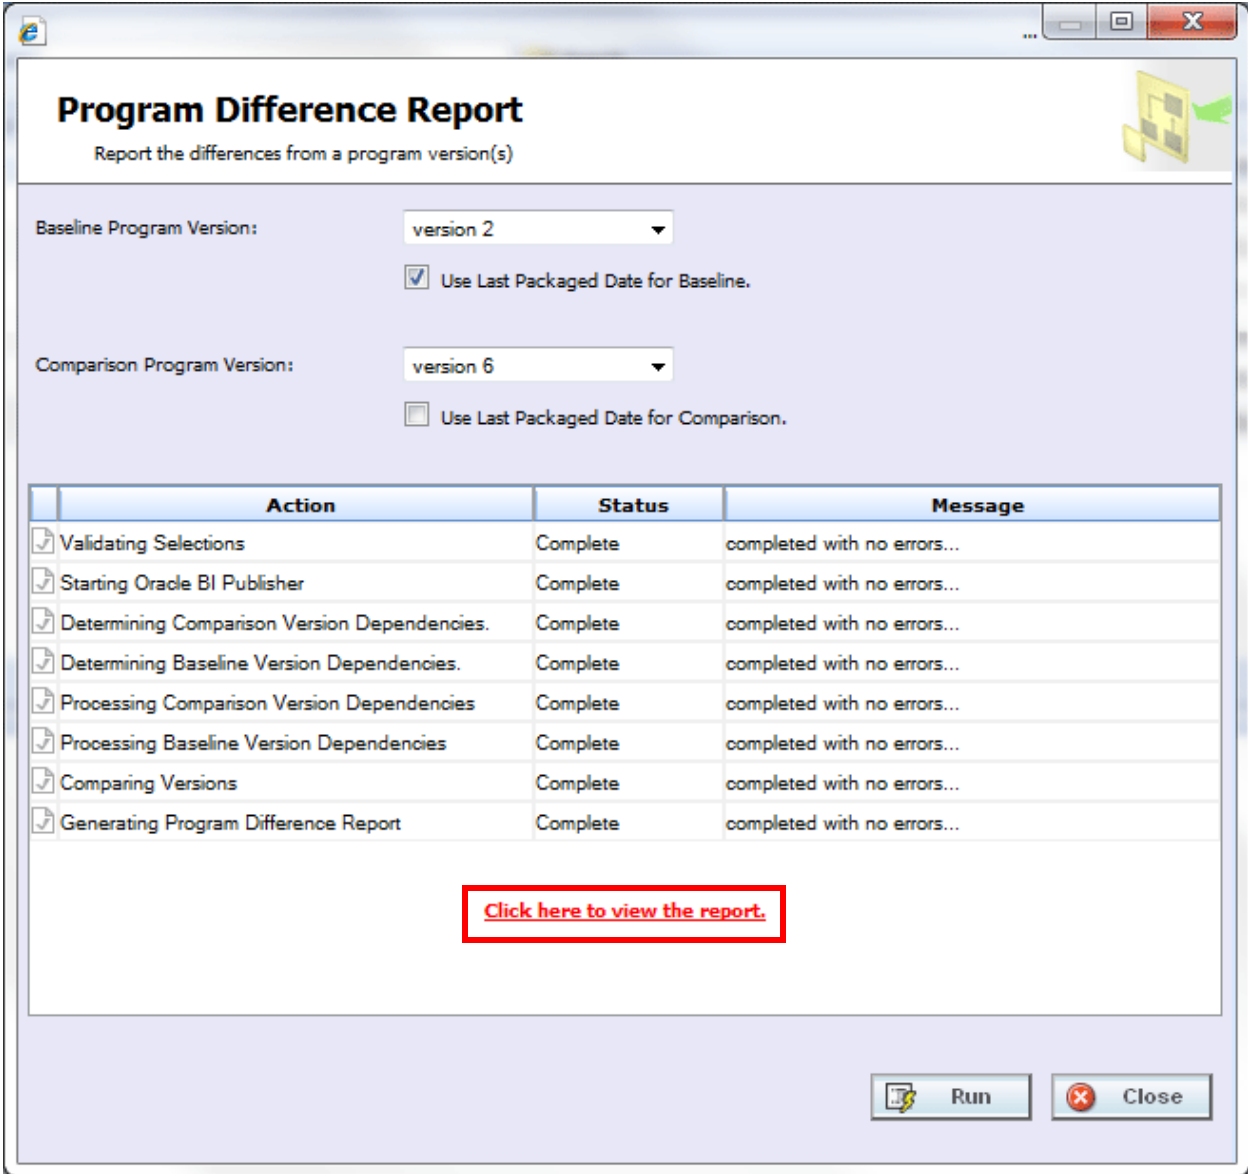 ...
Program Difference Report
Report the differences from a program version(s)
Baseline Program Version: version 2
Use Last Packaged Date for Baseline.
Comparison Program Version: version 6
Use Last Packaged Date for Comparison.
Action Status Message
Validating Selections Complete completed with no errors...
Starting Oracle BI Publisher Complete completed with no errors...
Determining Comparison Version Dependencies. Complete completed with no errors...
Determining Baseline Version Dependencies. Complete completed with no errors...
Processing Comparison Version Dependencies Complete completed with no errors...
Processing Baseline Version Dependencies Complete completed with no errors...
Comparing Versions Complete completed with no errors...
Generating Program Difference Report Complete completed with no errors...
Click here to view the report.
Run Close